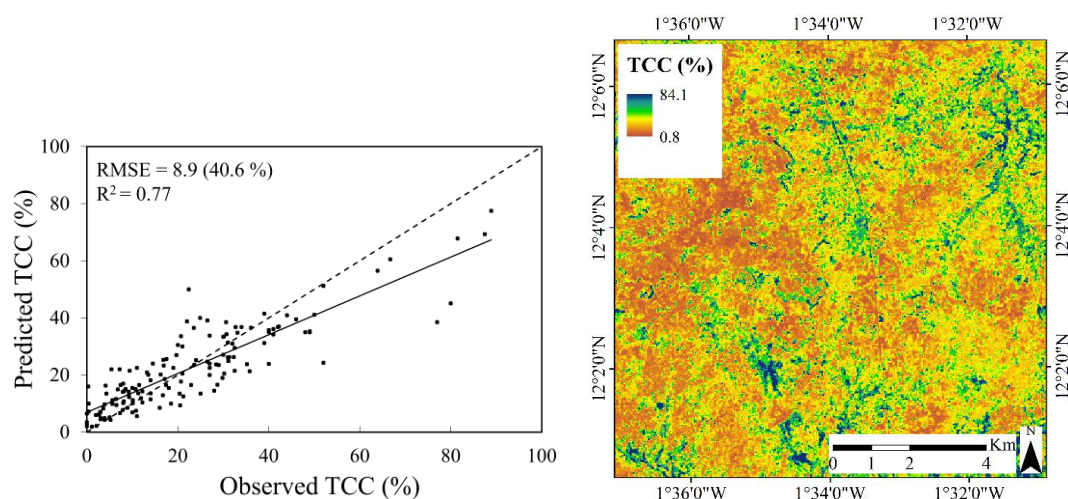 RMSE = 8.9 (40.6 %)
R² = 0.77
100
80
60
40
20
0
Predicted TCC (%)
0 20 40 60 80 100
Observed TCC (%)
1°36'0"W 1°34'0"W 1°32'0"W
TCC (%)
84.1
0.8
12°6'0"N
12°4'0"N
12°2'0"N
12°6'0"N
12°4'0"N
12°2'0"N
N
Km
0 1 2 4
1°36'0"W 1°34'0"W 1°32'0"W